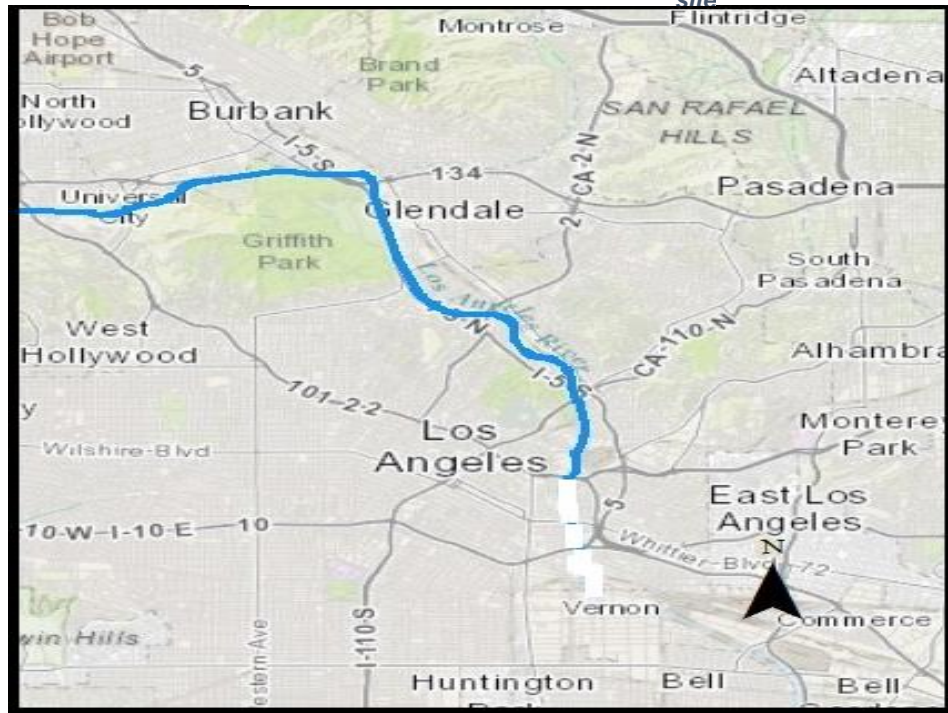 site
Bob
Hope
Airport
Montrose
Flintridge
5
Brand
Park
Altadena
North
ollywood
Burbank
SAN RAFAEL
HILLS
I-5-S
2-CA-2-N
134
Pasadena
Universal
City
Glendale
Griffith
Park
Los Angeles River
South
Pasadena
West
Hollywood
CA-110-N
Alhambra
101-2-2
y
Los
Angeles
Monterey
Park
Wilshire-Blvd
East Los
Angeles
5
10-W-I-10-E
10
N
Whittier-Blvd-72
Vernon
Commerce
win Hills
estern-Ave
I-110-S
Huntington
Bell
Bell